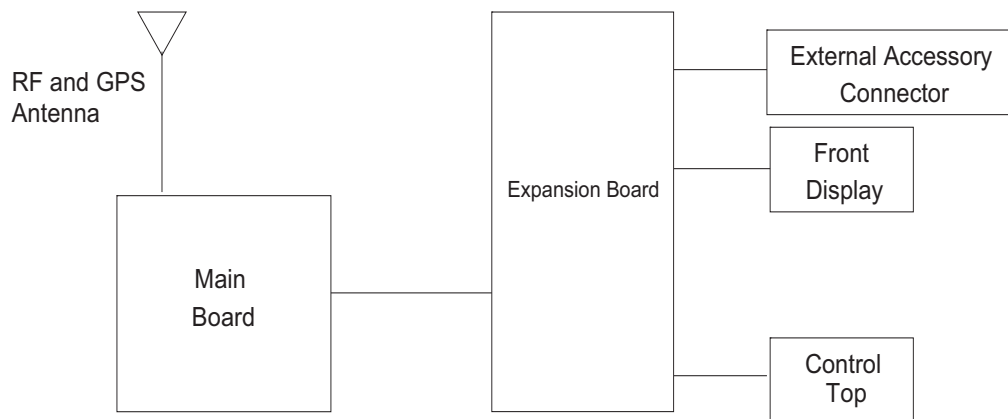 RF and GPS
Antenna
Main
Board
Expansion Board
External Accessory
Connector
Front
Display
Control
Top